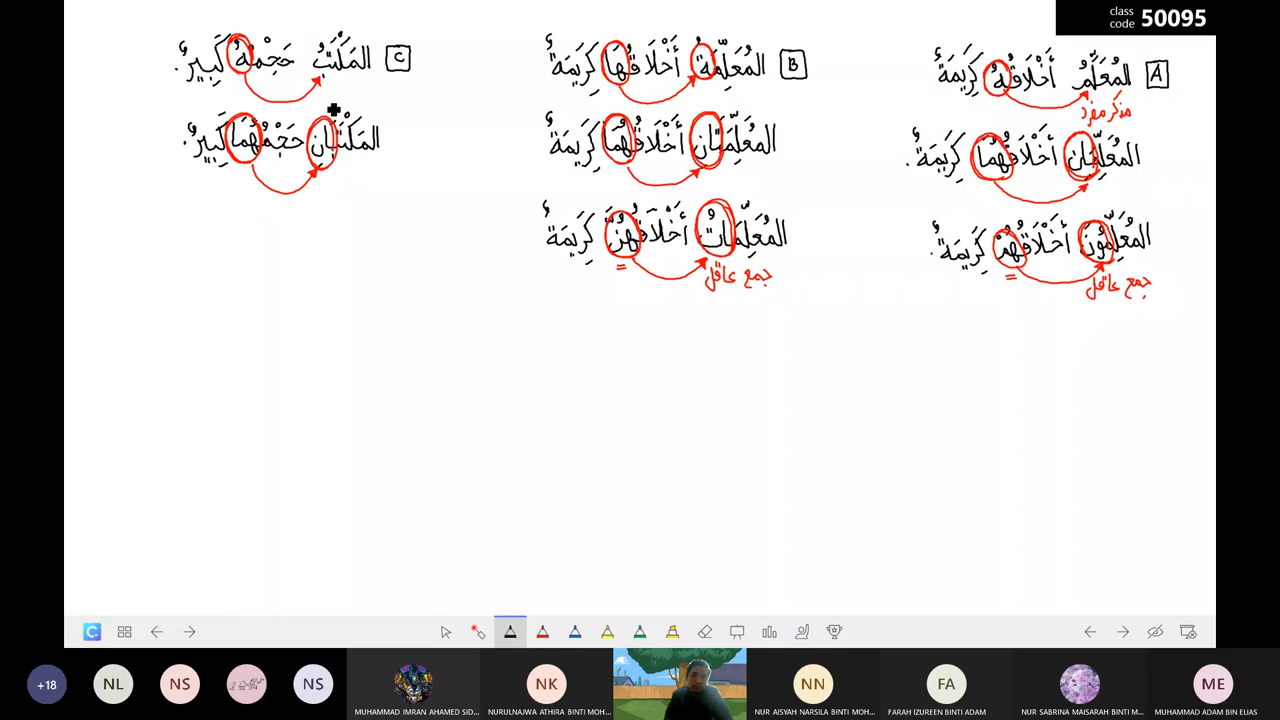 class code 50095
A
المُعَلِّمُ أَخْلَاقُهُ كَرِيمَةٌ
مذكر مفرد
المُعَلِّمَانِ أَخْلَاقُهُمَا كَرِيمَةٌ.
المُعَلِّمُونَ أَخْلَاقُهُمْ كَرِيمَةٌ.
=
جمع عاقل
B
المُعَلِّمَةُ أَخْلَاقُهَا كَرِيمَةٌ
المُعَلِّمَتَانِ أَخْلَاقُهُمَا كَرِيمَةٌ
المُعَلِّمَاتُ أَخْلَاقُهُنَّ كَرِيمَةٌ
=
جمع عاقل
C
المَكْتَبُ حَجْمُهُ كَبِيرٌ.
المَكْتَبَانِ حَجْمُهُمَا كَبِيرٌ.
+18
NL
NS
NS
MUHAMMAD IMRAN AHAMED SID...
NK
NURULNAJWA ATHIRA BINTI MOH...
NN
NUR AISYAH NARSILA BINTI MOH...
FA
FARAH IZUREEN BINTI ADAM
NUR SABRINA MAISARAH BINTI M...
ME
MUHAMMAD ADAM BIN ELIAS